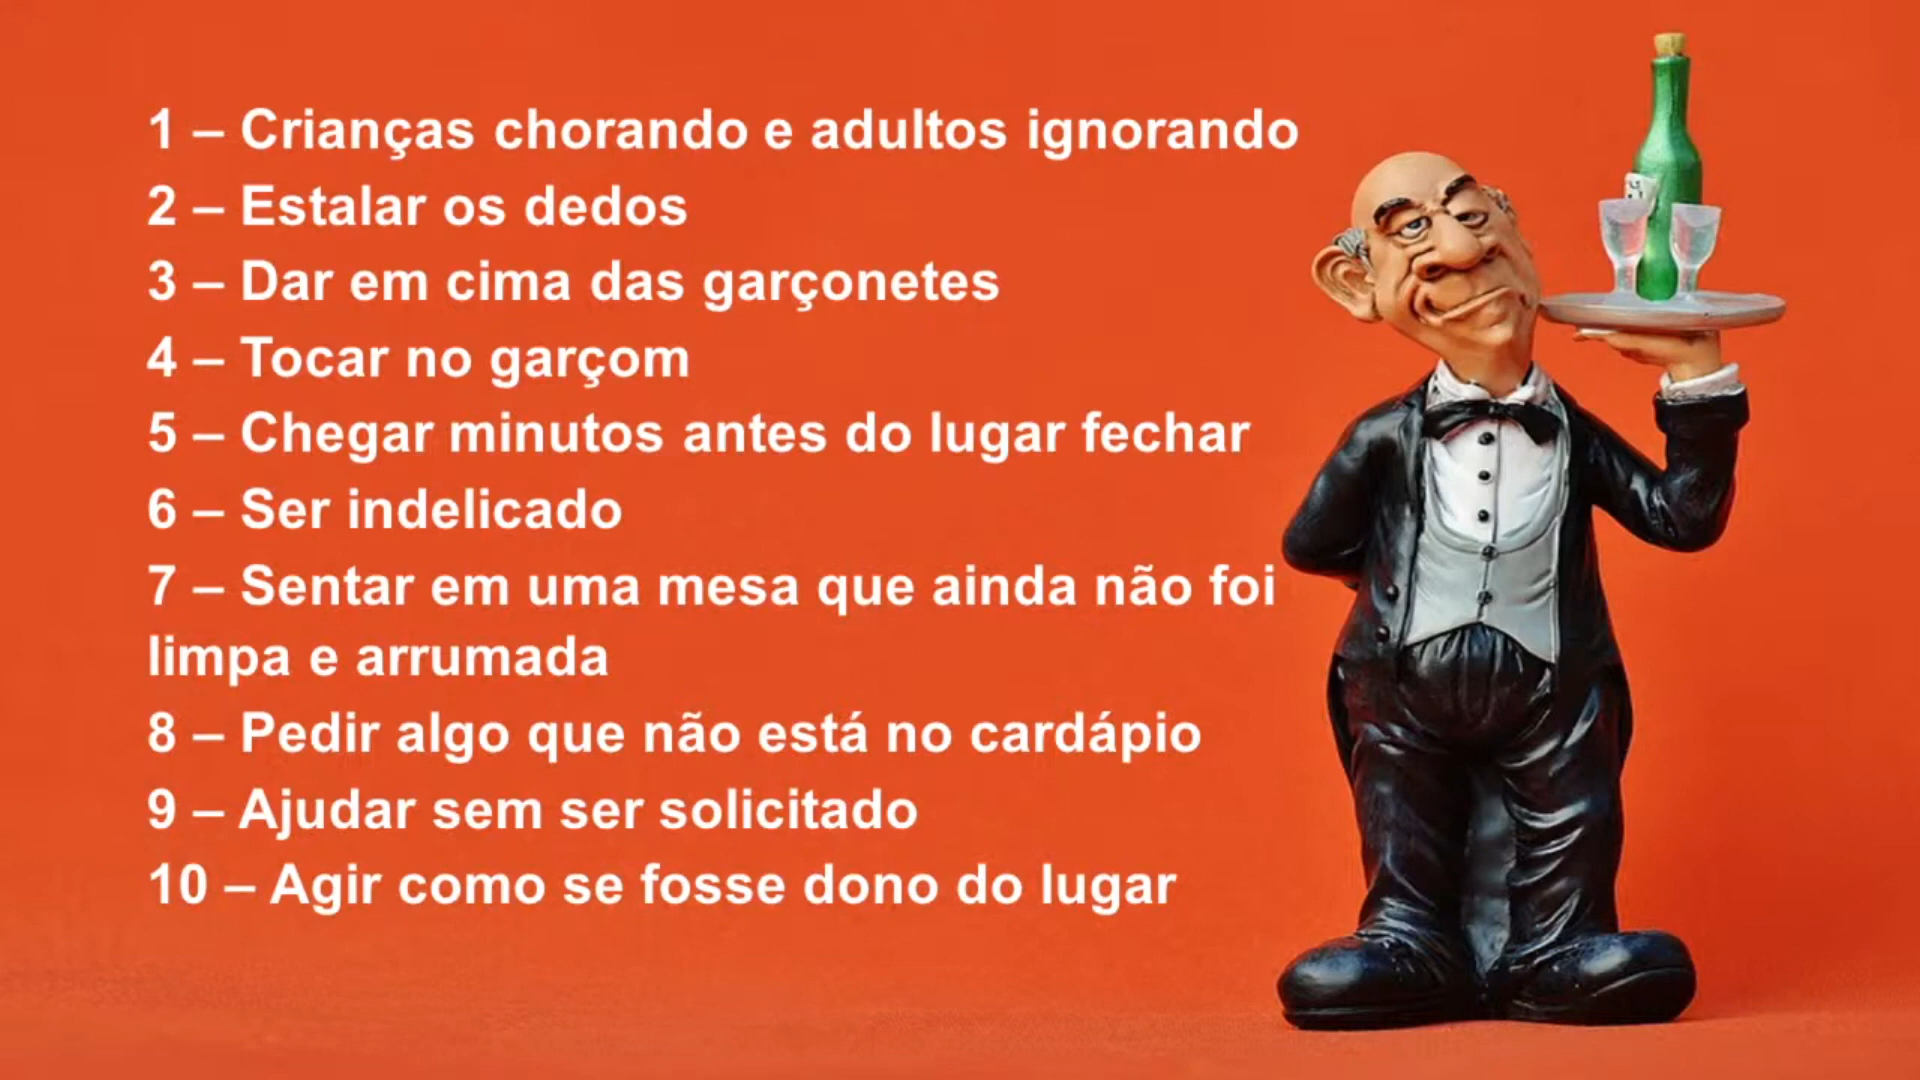 1 – Crianças chorando e adultos ignorando
2 – Estalar os dedos
3 – Dar em cima das garçonetes
4 – Tocar no garçom
5 – Chegar minutos antes do lugar fechar
6 – Ser indelicado
7 – Sentar em uma mesa que ainda não foi
limpa e arrumada
8 – Pedir algo que não está no cardápio
9 – Ajudar sem ser solicitado
10 – Agir como se fosse dono do lugar